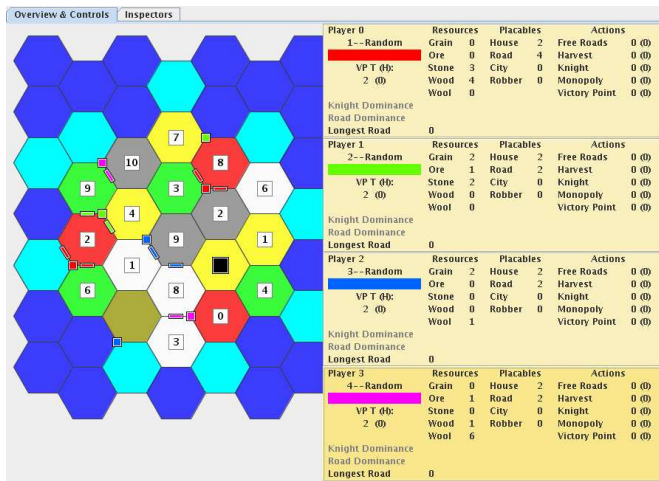 Overview & Controls Inspectors
7
10 8
9 3 6
4 2
2 9 1
1
6 8 4
0
3
Player 0 Resources Placables Actions
1--Random Grain 0 House 2 Free Roads 0 (0)
Ore 0 Road 4 Harvest 0 (0)
VP T (H): Stone 3 City 0 Knight 0 (0)
2 (0) Wood 4 Robber 0 Monopoly 0 (0)
Wool 0 Victory Point 0 (0)
Knight Dominance
Road Dominance
Longest Road 0
Player 1 Resources Placables Actions
2--Random Grain 2 House 2 Free Roads 0 (0)
Ore 1 Road 2 Harvest 0 (0)
VP T (H): Stone 2 City 0 Knight 0 (0)
2 (0) Wood 0 Robber 0 Monopoly 0 (0)
Wool 0 Victory Point 0 (0)
Knight Dominance
Road Dominance
Longest Road 0
Player 2 Resources Placables Actions
3--Random Grain 2 House 2 Free Roads 0 (0)
Ore 0 Road 2 Harvest 0 (0)
VP T (H): Stone 0 City 0 Knight 0 (0)
2 (0) Wood 0 Robber 0 Monopoly 0 (0)
Wool 1 Victory Point 0 (0)
Knight Dominance
Road Dominance
Longest Road 0
Player 3 Resources Placables Actions
4--Random Grain 0 House 2 Free Roads 0 (0)
Ore 1 Road 2 Harvest 0 (0)
VP T (H): Stone 0 City 0 Knight 0 (0)
2 (0) Wood 1 Robber 0 Monopoly 0 (0)
Wool 6 Victory Point 0 (0)
Knight Dominance
Road Dominance
Longest Road 0